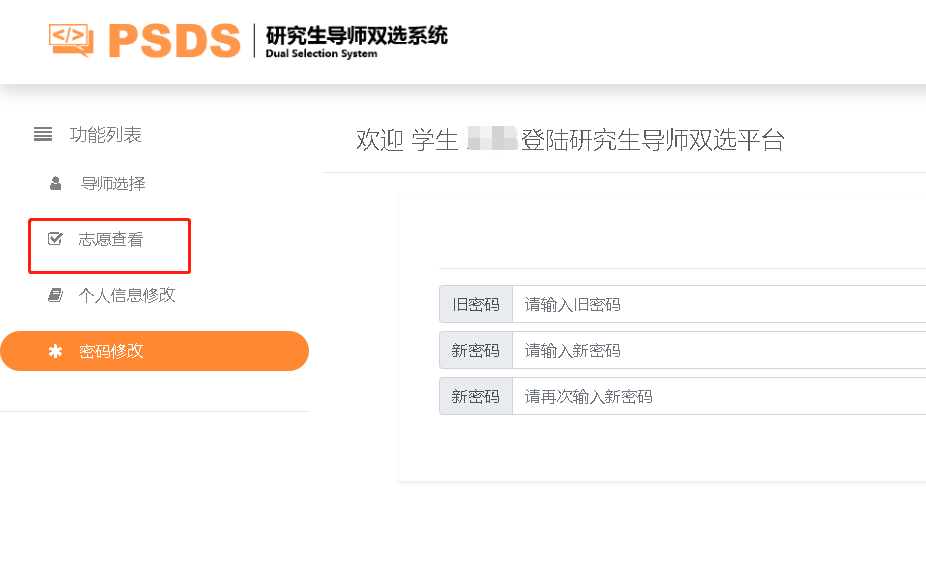 </> PSDS 研究生导师双选系统
Dual Selection System
功能列表
导师选择
志愿查看
个人信息修改
密码修改
欢迎 学生 登陆研究生导师双选平台
旧密码 请输入旧密码
新密码 请输入新密码
新密码 请再次输入新密码